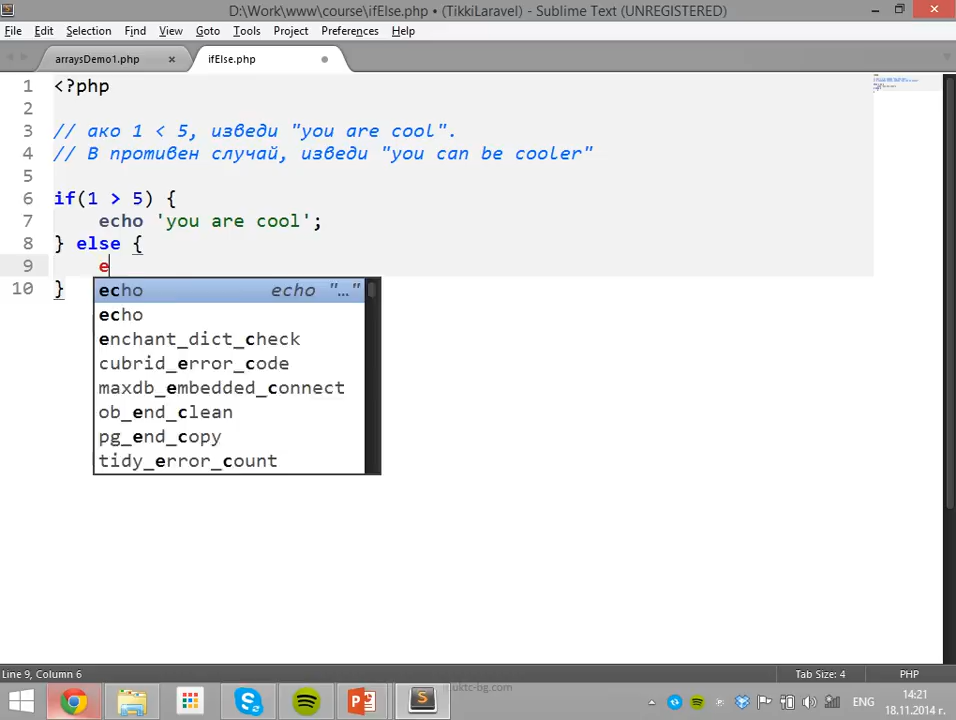 D:\Work\www\course\ifElse.php • (TikkiLaravel) - Sublime Text (UNREGISTERED)
File Edit Selection Find View Goto Tools Project Preferences Help
arraysDemo1.php × ifElse.php
1 <?php
2
3 // ако 1 < 5, изведи "you are cool".
4 // В противен случай, изведи "you can be cooler"
5
6 if(1 > 5) {
7 echo 'you are cool';
8 } else {
9 e
10 }
echo echo "…"
echo
enchant_dict_check
cubrid_error_code
maxdb_embedded_connect
ob_end_clean
pg_end_copy
tidy_error_count
Line 9, Column 6 Tab Size: 4 PHP
uktc-bg.com
ENG 14:21
18.11.2014 г.